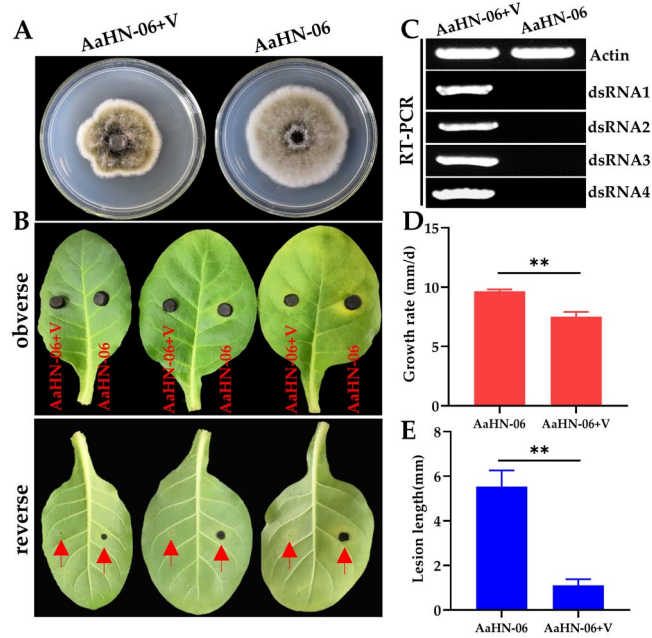 A
AaHN-06+V
AaHN-06
C
AaHN-06+V
AaHN-06
RT-PCR
Actin
dsRNA1
dsRNA2
dsRNA3
dsRNA4
B
obverse
AaHN-06+V
AaHN-06
AaHN-06+V
AaHN-06
AaHN-06+V
AaHN-06
reverse
D
Growth rate (mm/d)
15
10
5
0
**
AaHN-06
AaHN-06+V
E
Lesion length(mm)
8
6
4
2
0
**
AaHN-06
AaHN-06+V